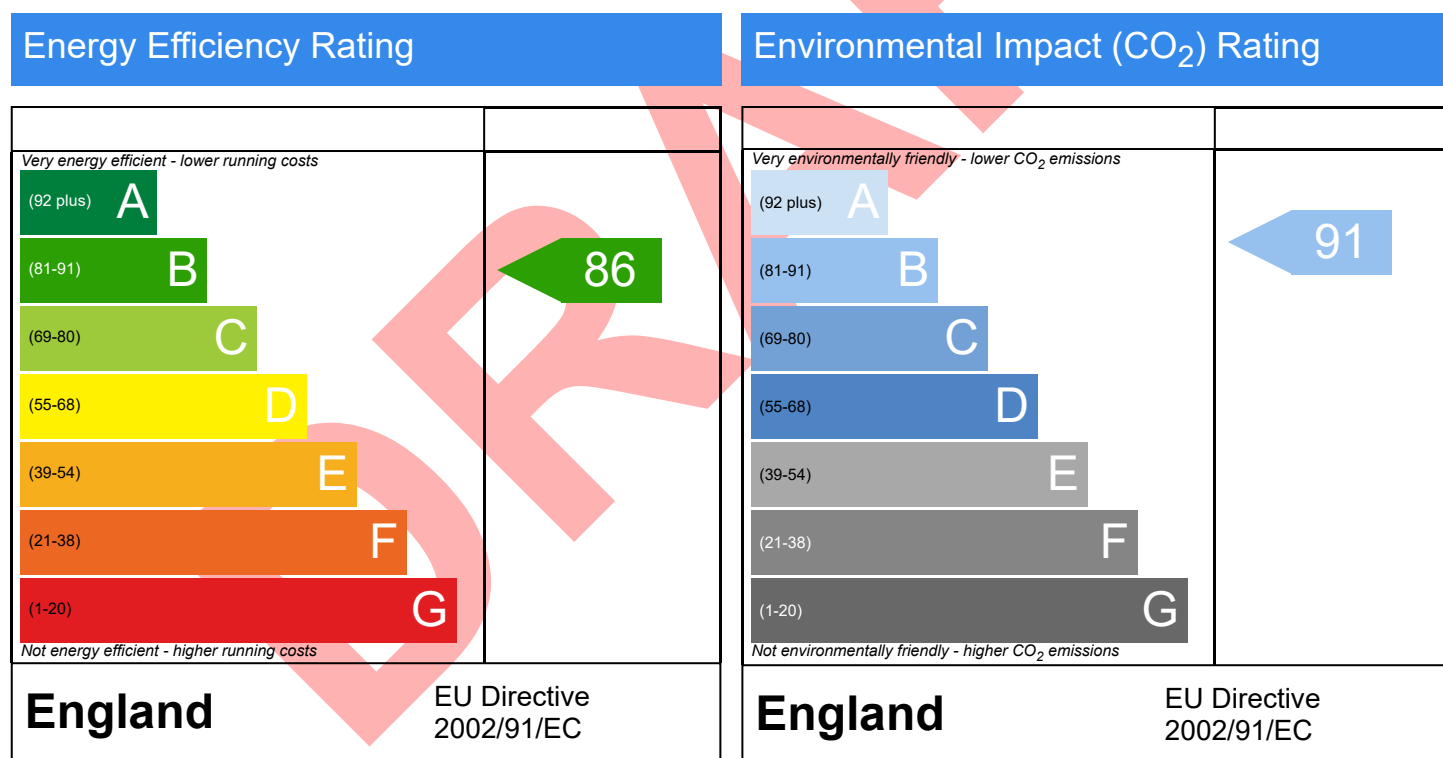 Energy Efficiency Rating
Very energy efficient - lower running costs
(92 plus) A
(81-91) B
(69-80) C
(55-68) D
(39-54) E
(21-38) F
(1-20) G
86
Not energy efficient - higher running costs
England
EU Directive
2002/91/EC
Environmental Impact (CO₂) Rating
Very environmentally friendly - lower CO₂ emissions
(92 plus) A
(81-91) B
(69-80) C
(55-68) D
(39-54) E
(21-38) F
(1-20) G
91
Not environmentally friendly - higher CO₂ emissions
England
EU Directive
2002/91/EC